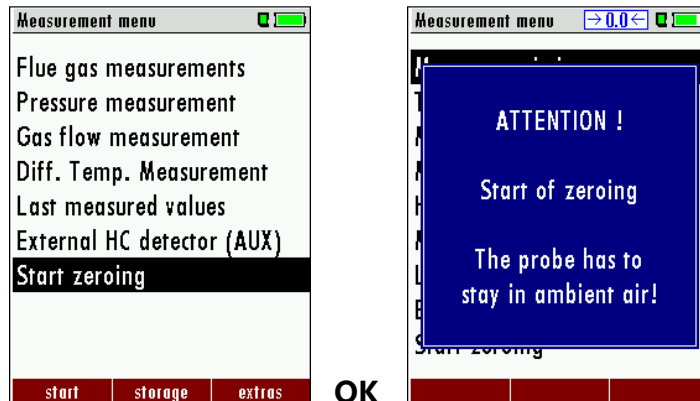 Measurement menu
Flue gas measurements
Pressure measurement
Gas flow measurement
Diff. Temp. Measurement
Last measured values
External HC detector (AUX)
Start zeroing
start storage extras
OK
Measurement menu →0.0←
ATTENTION !
Start of zeroing
The probe has to
stay in ambient air!
Start zeroing